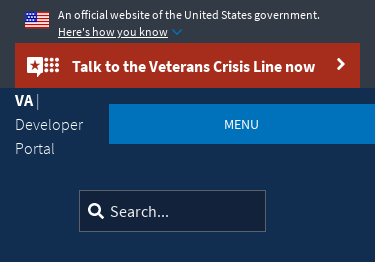 An official website of the United States government.
Here's how you know
Talk to the Veterans Crisis Line now
VA |
Developer
Portal
MENU
Search...